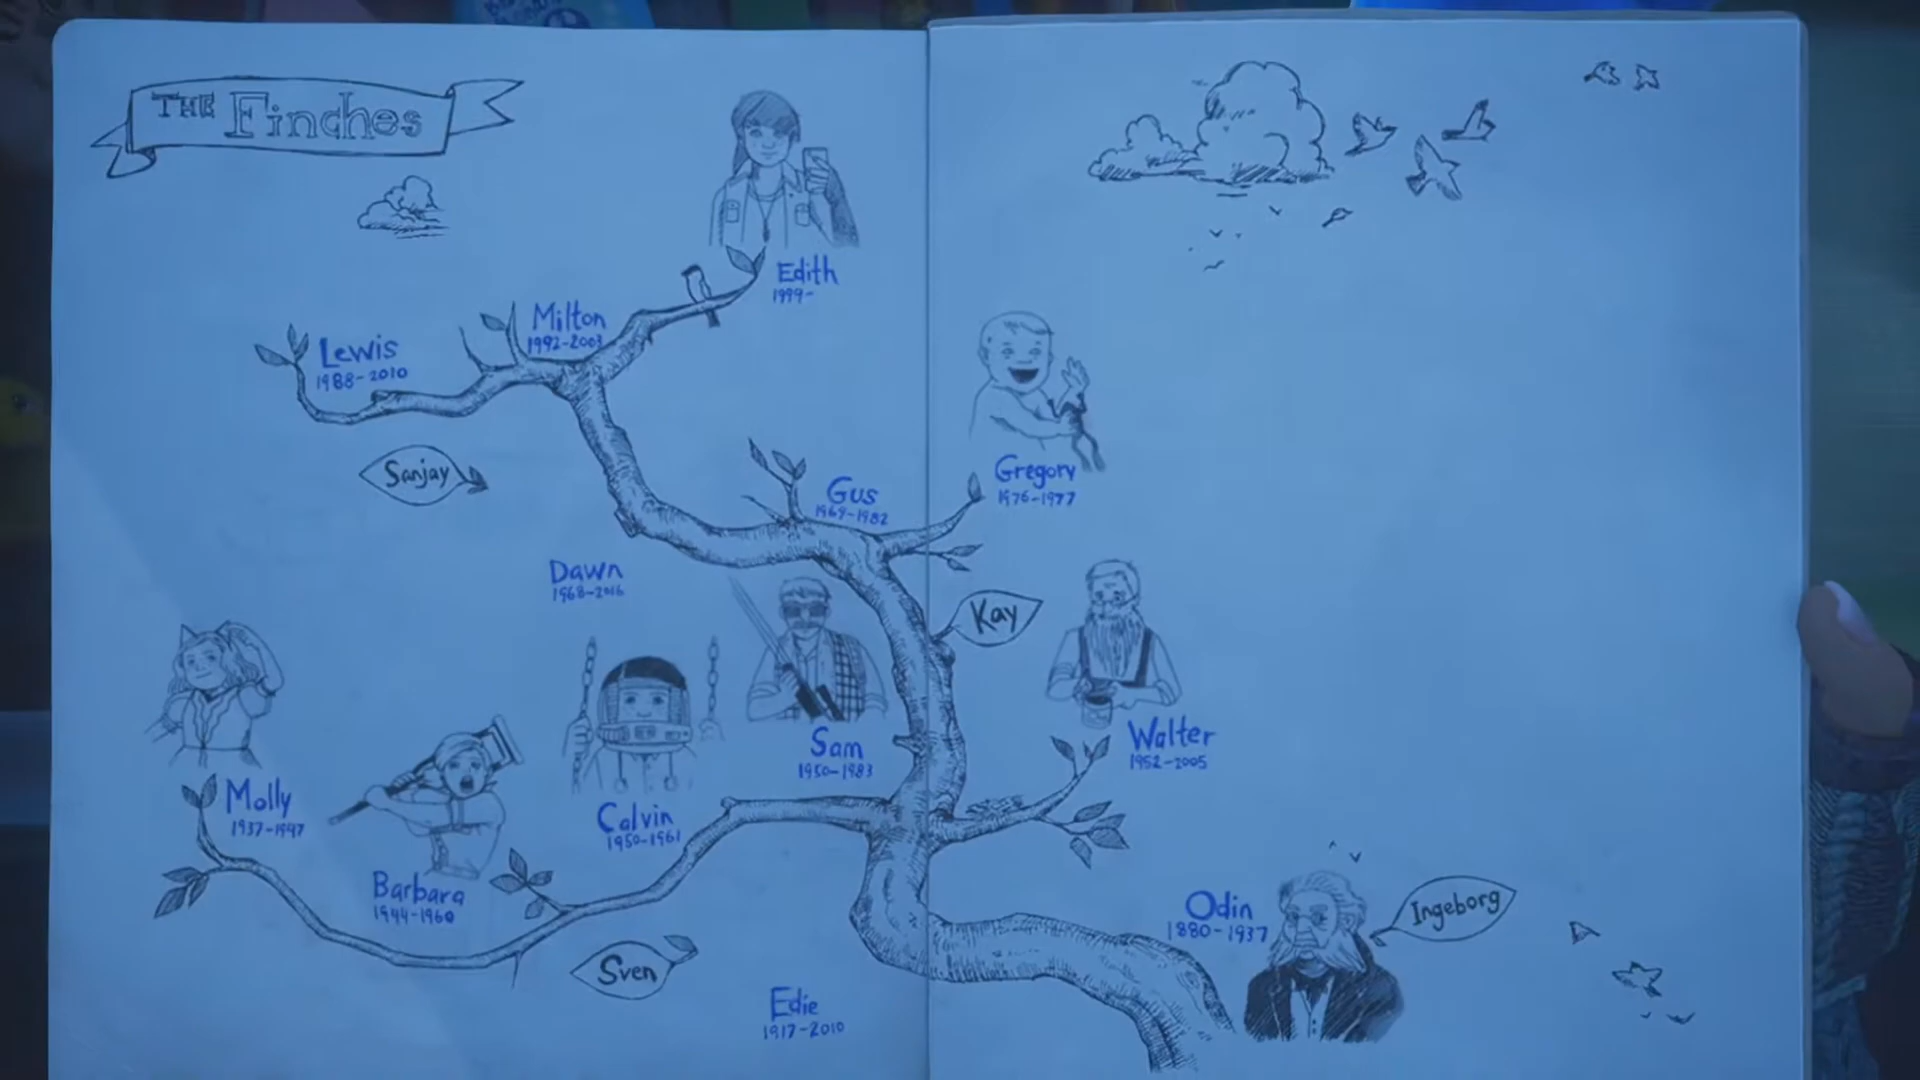 THE Finches
Edith
1999-
Milton
1992-2003
Lewis
1988-2010
Sanjay
Gus
1969-1982
Gregory
1976-1977
Dawn
1968-2016
Kay
Sam
1950-1983
Walter
1952-2005
Molly
1937-1947
Calvin
1950-1961
Barbara
1944-1960
Sven
Edie
1917-2010
Odin
1880-1937
Ingeborg